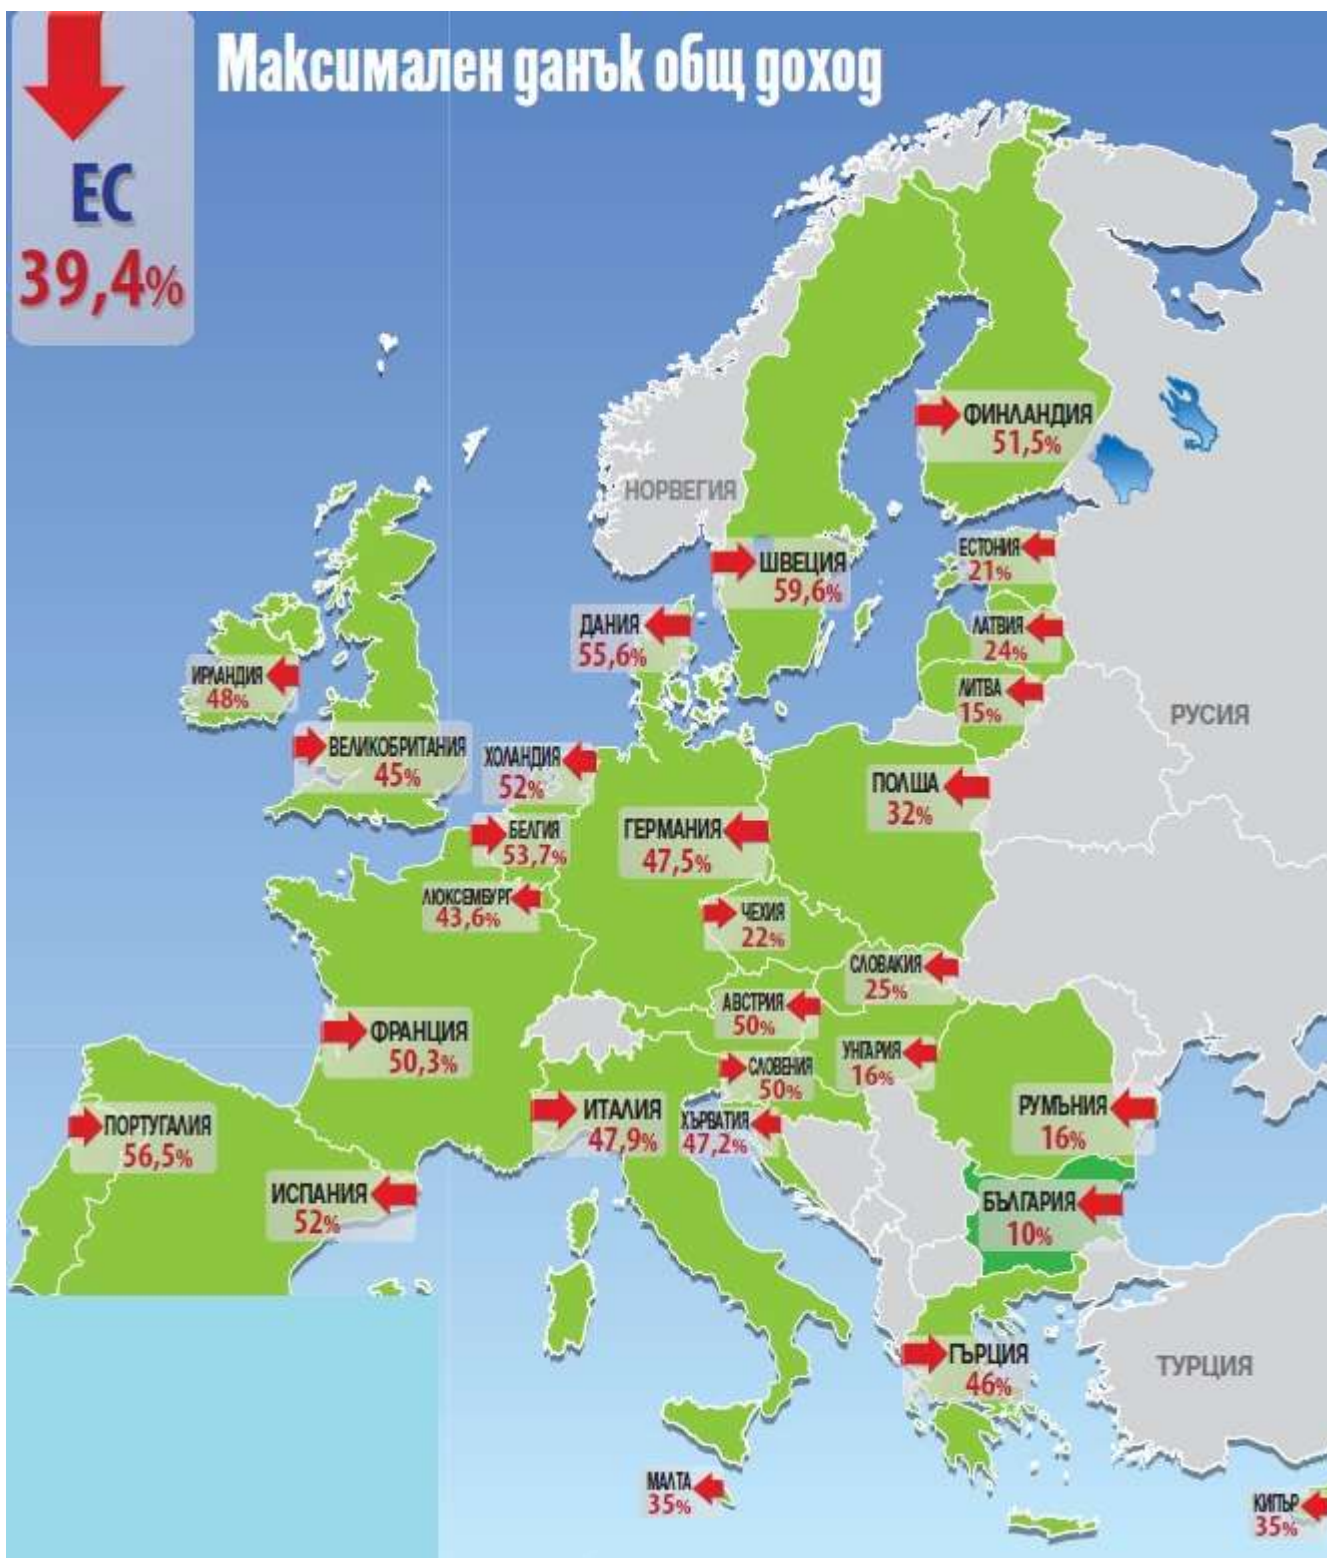 Максимален данък общ доход
ЕС
39,4%
ФИНЛАНДИЯ
51,5%
НОРВЕГИЯ
ШВЕЦИЯ
59,6%
ЕСТОНИЯ
21%
ДАНИЯ
55,6%
ЛАТВИЯ
24%
ИРЛАНДИЯ
48%
ЛИТВА
15%
РУСИЯ
ВЕЛИКОБРИТАНИЯ
45%
ХОЛАНДИЯ
52%
ПОЛША
32%
БЕЛГИЯ
53,7%
ГЕРМАНИЯ
47,5%
ЛЮКСЕМБУРГ
43,6%
ЧЕХИЯ
22%
СЛОВАКИЯ
25%
АВСТРИЯ
50%
ФРАНЦИЯ
50,3%
УНГАРИЯ
16%
СЛОВЕНИЯ
50%
ИТАЛИЯ
47,9%
ХЪРВАТИЯ
47,2%
РУМЪНИЯ
16%
ПОРТУГАЛИЯ
56,5%
ИСПАНИЯ
52%
БЪЛГАРИЯ
10%
ГЪРЦИЯ
46%
ТУРЦИЯ
МАЛТА
35%
КИПЪР
35%